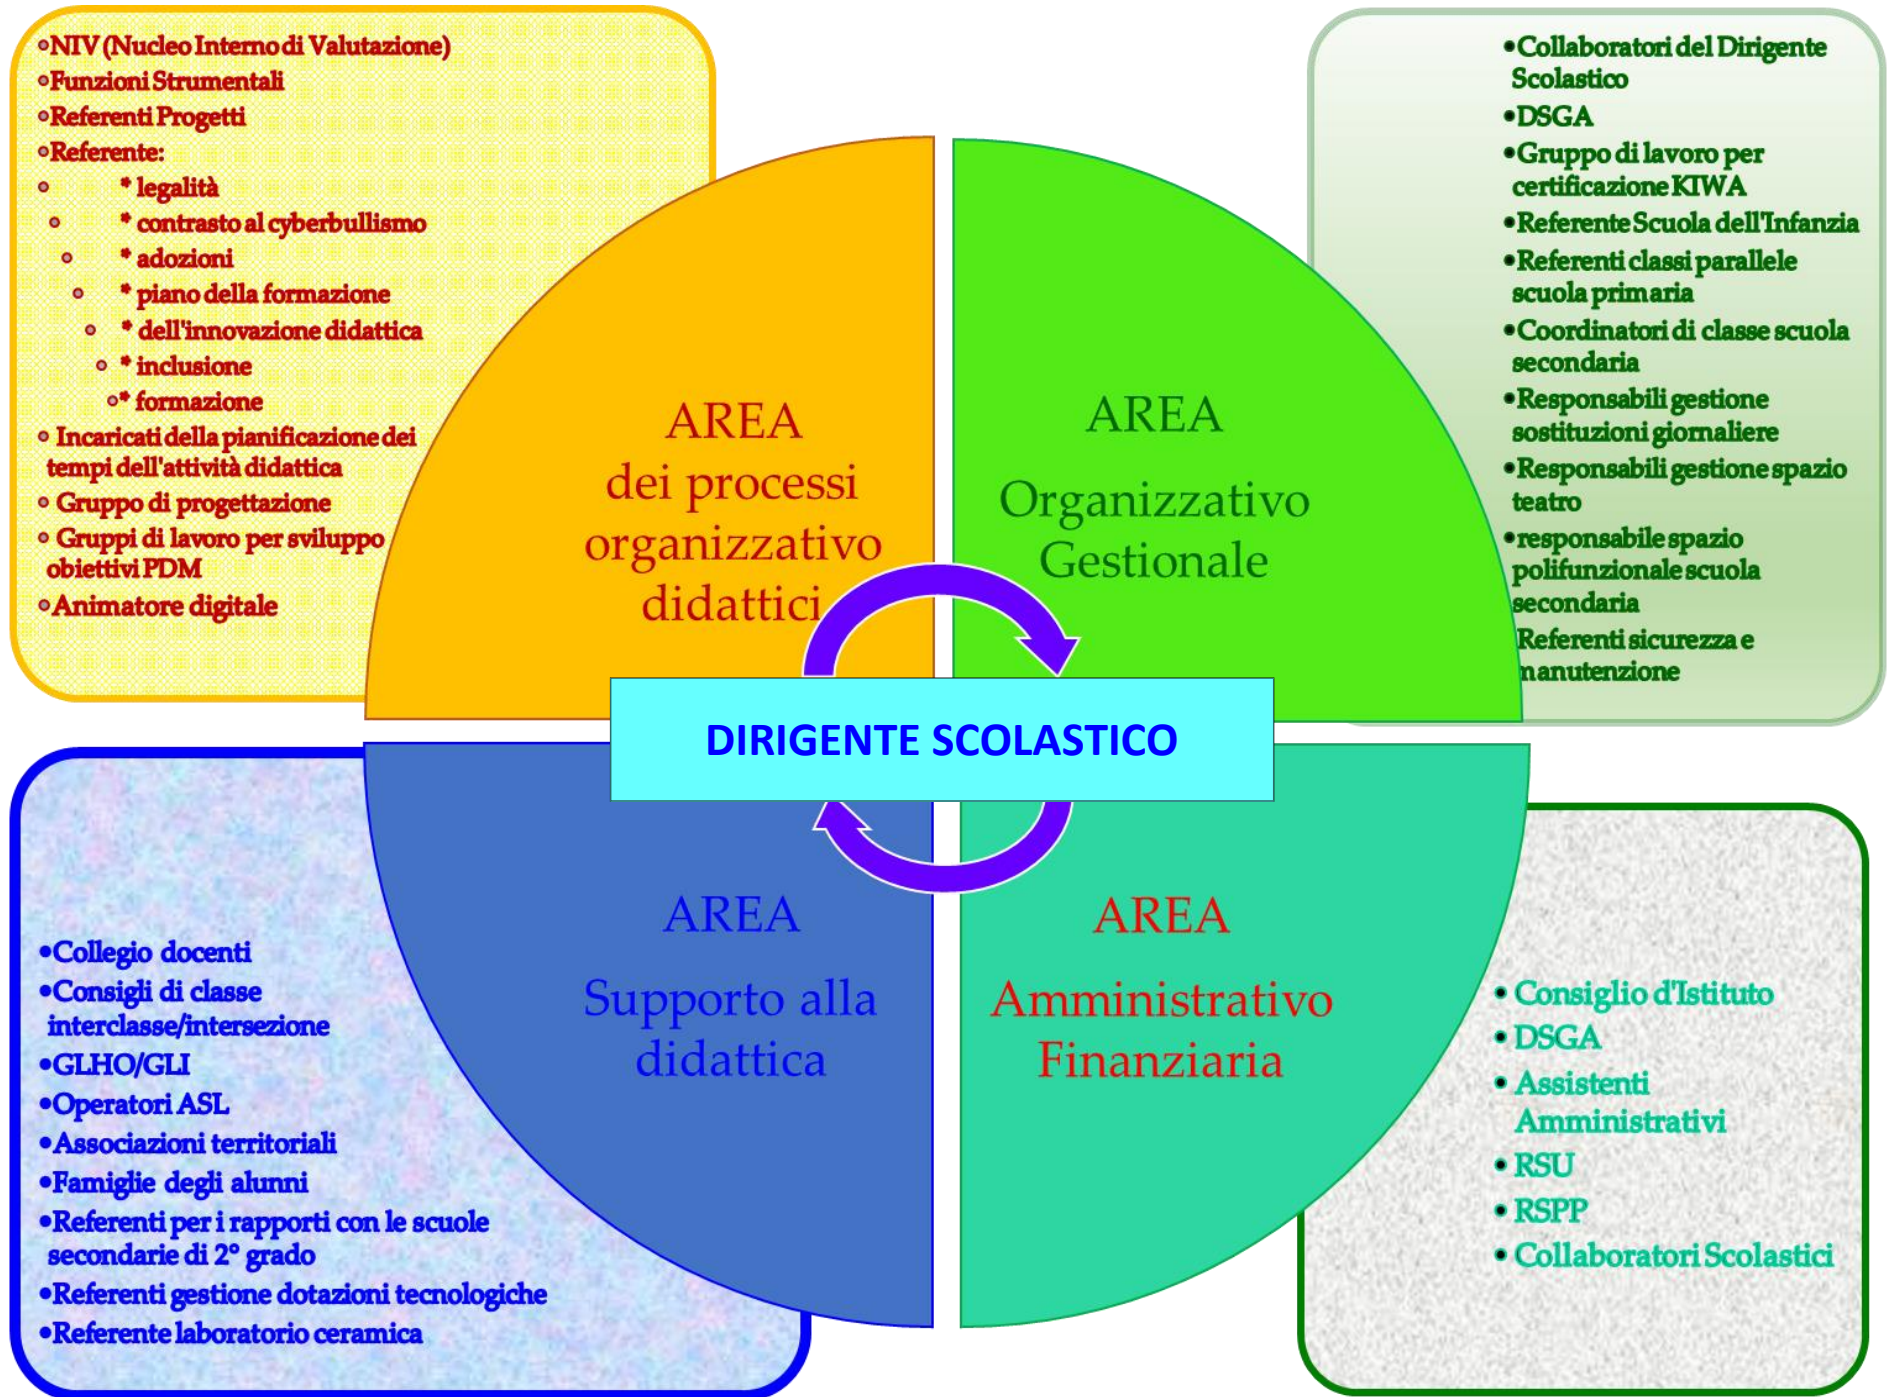 •NIV (Nucleo Interno di Valutazione)
•Funzioni Strumentali
•Referenti Progetti
•Referente:
• * legalità
• * contrasto al cyberbullismo
• * adozioni
• * piano della formazione
• * dell'innovazione didattica
• * inclusione
•* formazione
• Incaricati della pianificazione dei
tempi dell'attività didattica
• Gruppo di progettazione
• Gruppi di lavoro per sviluppo
obiettivi PDM
•Animatore digitale
•Collaboratori del Dirigente
Scolastico
•DSGA
•Gruppo di lavoro per
certificazione KIWA
•Referente Scuola dell'Infanzia
•Referenti classi parallele
scuola primaria
•Coordinatori di classe scuola
secondaria
•Responsabili gestione
sostituzioni giornaliere
•Responsabili gestione spazio
teatro
•responsabile spazio
polifunzionale scuola
secondaria
Referenti sicurezza e
manutenzione
AREA
dei processi
organizzativo
didattici
AREA
Organizzativo
Gestionale
DIRIGENTE SCOLASTICO
AREA
Supporto alla
didattica
AREA
Amministrativo
Finanziaria
•Collegio docenti
•Consigli di classe
interclasse/intersezione
•GLHO/GLI
•Operatori ASL
•Associazioni territoriali
•Famiglie degli alunni
•Referenti per i rapporti con le scuole
secondarie di 2° grado
•Referenti gestione dotazioni tecnologiche
•Referente laboratorio ceramica
• Consiglio d'Istituto
• DSGA
• Assistenti
Amministrativi
• RSU
• RSPP
• Collaboratori Scolastici